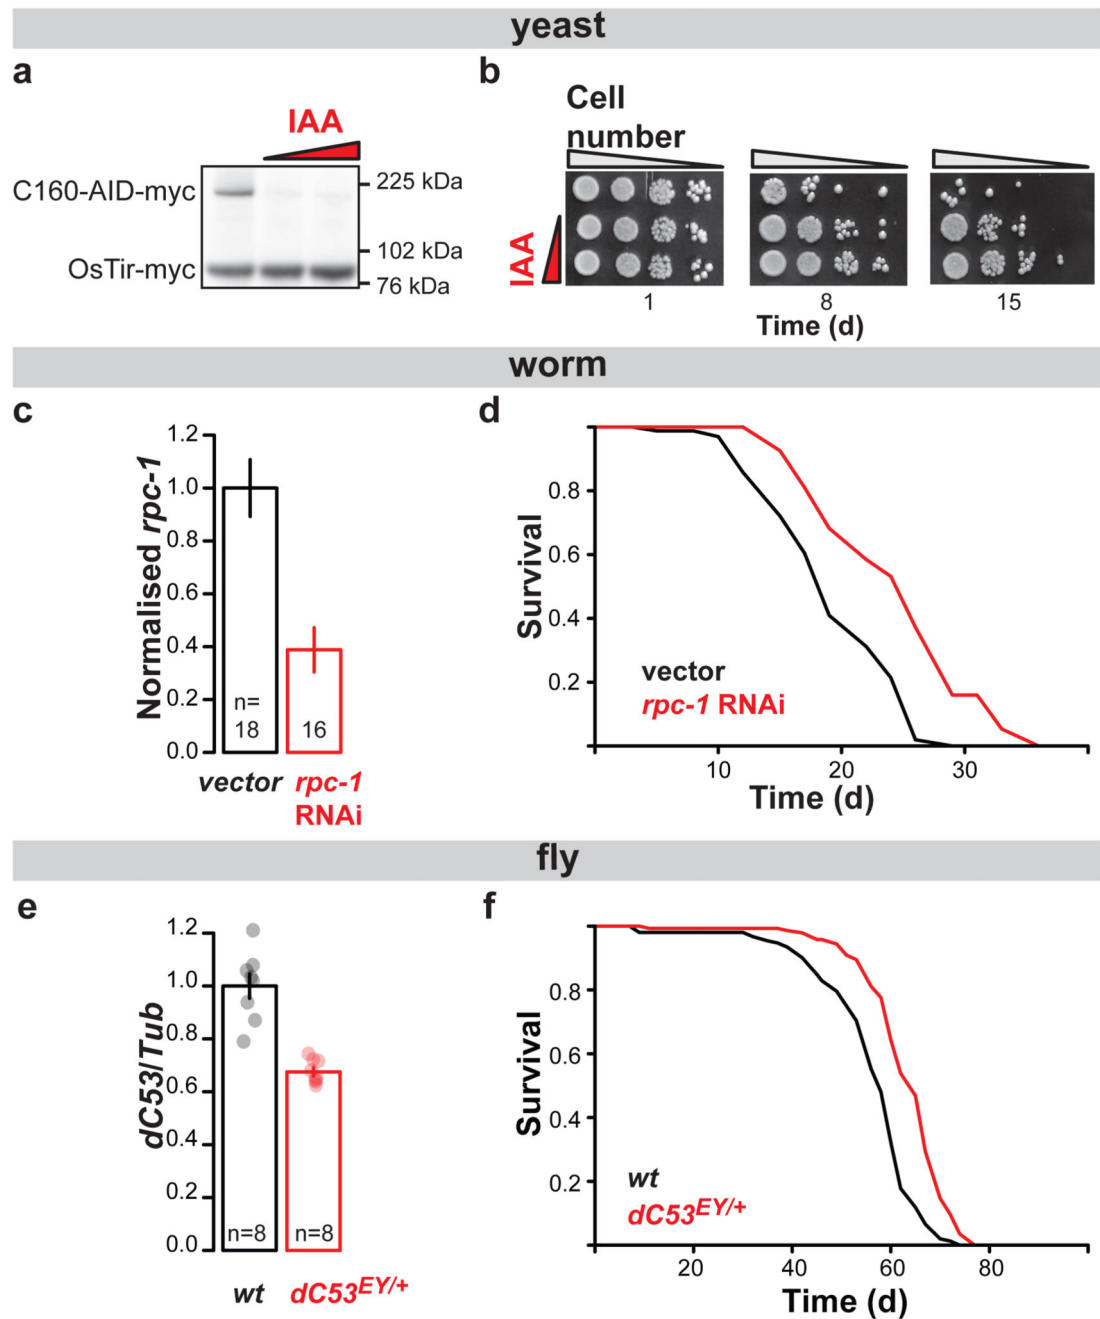 yeast
a
IAA
C160-AID-myc
225 kDa
102 kDa
OsTir-myc
76 kDa
b
Cell
number
IAA
1
8
15
Time (d)
worm
c
Normalised rpc-1
1.2
1.0
0.8
0.6
0.4
0.2
0.0
n=
18
16
vector
rpc-1
RNAi
d
Survival
0.8
0.6
0.4
0.2
vector
rpc-1 RNAi
10
20
30
Time (d)
fly
e
dC53/Tub
1.2
1.0
0.8
0.6
0.4
0.2
0.0
n=8
n=8
wt
dC53EY/+
f
Survival
0.8
0.6
0.4
0.2
wt
dC53EY/+
20
40
60
80
Time (d)